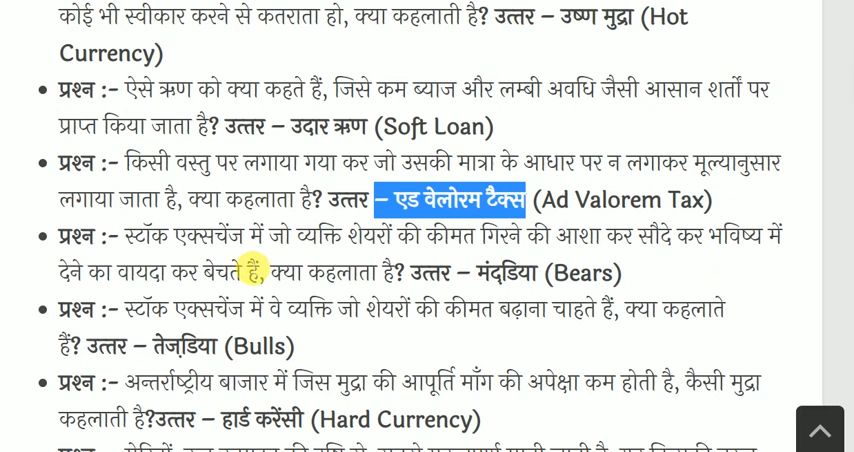 कोई भी स्वीकार करने से कतराता हो, क्या कहलाती है? उत्तर – उष्ण मुद्रा (Hot
Currency)
प्रश्न :- ऐसे ऋण को क्या कहते हैं, जिसे कम ब्याज और लम्बी अवधि जैसी आसान शर्तों पर
प्राप्त किया जाता है? उत्तर – उदार ऋण (Soft Loan)
प्रश्न :- किसी वस्तु पर लगाया गया कर जो उसकी मात्रा के आधार पर न लगाकर मूल्यानुसार
लगाया जाता है, क्या कहलाता है? उत्तर – एड वेलोरम टैक्स (Ad Valorem Tax)
प्रश्न :- स्टॉक एक्सचेंज में जो व्यक्ति शेयरों की कीमत गिरने की आशा कर सौदे कर भविष्य में
देने का वायदा कर बेचते हैं, क्या कहलाता है? उत्तर – मंदड़िया (Bears)
प्रश्न :- स्टॉक एक्सचेंज में वे व्यक्ति जो शेयरों की कीमत बढ़ाना चाहते हैं, क्या कहलाते
हैं? उत्तर – तेजड़िया (Bulls)
प्रश्न :- अन्तर्राष्ट्रीय बाजार में जिस मुद्रा की आपूर्ति माँग की अपेक्षा कम होती है, कैसी मुद्रा
कहलाती है?उत्तर – हार्ड करेंसी (Hard Currency)